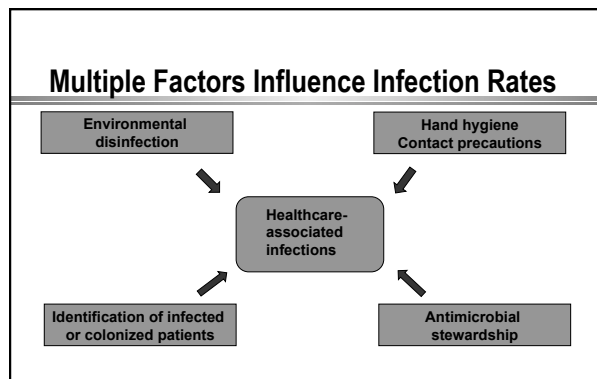 Multiple Factors Influence Infection Rates
Environmental
disinfection
Hand hygiene
Contact precautions
Healthcare-
associated
infections
Identification of infected
or colonized patients
Antimicrobial
stewardship